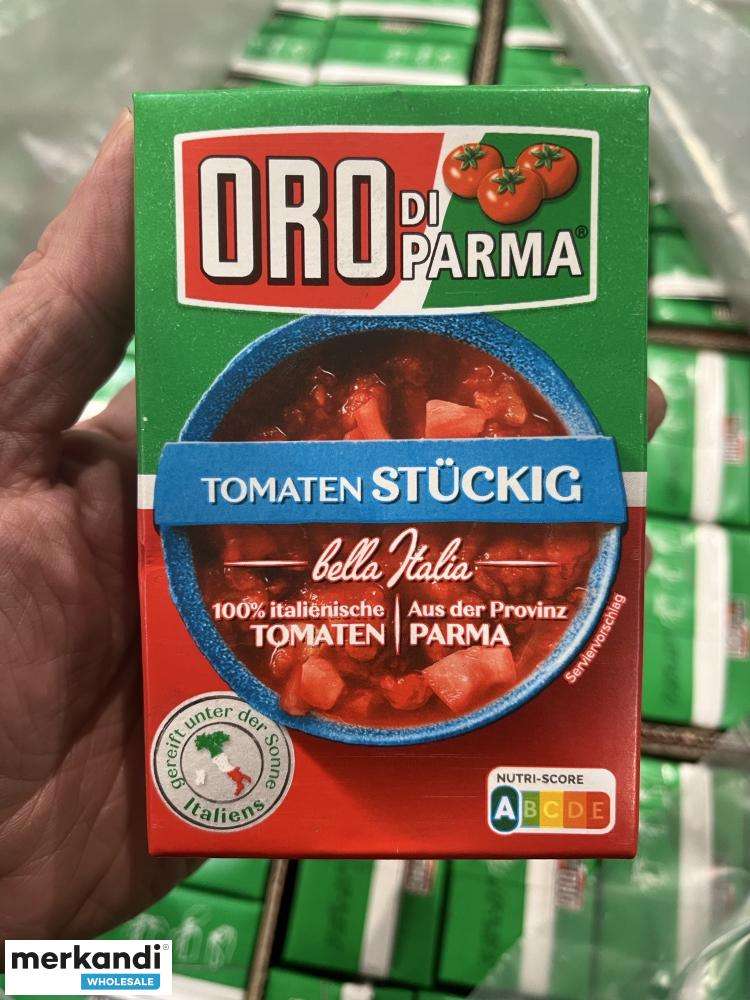 ORO DI PARMA®
TOMATEN STÜCKIG
bella Italia
100% italienische TOMATEN
Aus der Provinz PARMA
Serviervorschlag
gereift unter der Sonne Italiens
NUTRI-SCORE
A B C D E
merkandi®
WHOLESALE